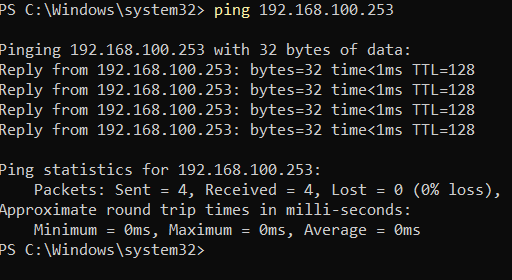 PS C:\Windows\system32> ping 192.168.100.253
Pinging 192.168.100.253 with 32 bytes of data:
Reply from 192.168.100.253: bytes=32 time<1ms TTL=128
Reply from 192.168.100.253: bytes=32 time<1ms TTL=128
Reply from 192.168.100.253: bytes=32 time<1ms TTL=128
Reply from 192.168.100.253: bytes=32 time<1ms TTL=128
Ping statistics for 192.168.100.253:
    Packets: Sent = 4, Received = 4, Lost = 0 (0% loss),
Approximate round trip times in milli-seconds:
    Minimum = 0ms, Maximum = 0ms, Average = 0ms
PS C:\Windows\system32>